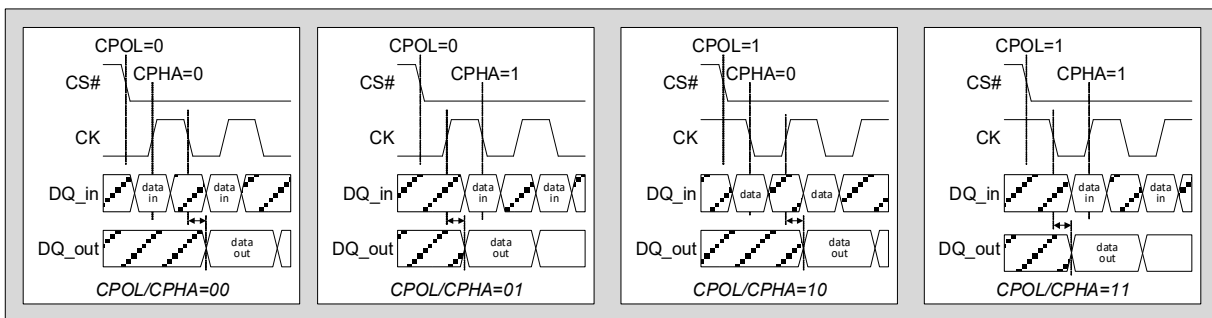 CPOL=0
CPHA=0
CS#
CK
DQ_in
data in
data in
DQ_out
data out
CPOL/CPHA=00
CPOL=0
CPHA=1
CS#
CK
DQ_in
data in
data in
DQ_out
data out
CPOL/CPHA=01
CPOL=1
CPHA=0
CS#
CK
DQ_in
data
data
DQ_out
data out
CPOL/CPHA=10
CPOL=1
CPHA=1
CS#
CK
DQ_in
data in
data in
DQ_out
data out
CPOL/CPHA=11